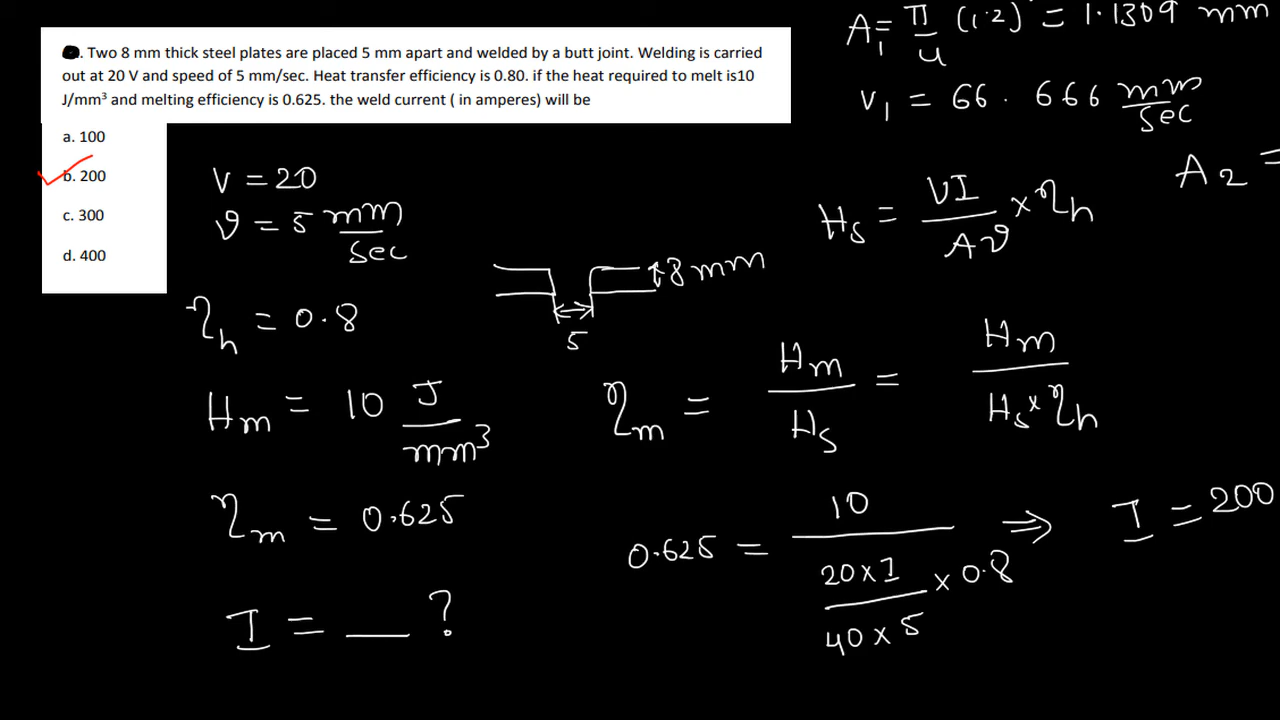 . Two 8 mm thick steel plates are placed 5 mm apart and welded by a butt joint. Welding is carried
out at 20 V and speed of 5 mm/sec. Heat transfer efficiency is 0.80. if the heat required to melt is10
J/mm³ and melting efficiency is 0.625. the weld current ( in amperes) will be
a. 100
b. 200
c. 300
d. 400
A₁ = π/4 (1.2) = 1.1309 mm
V₁ = 66.666 mm/sec
A₂ =
V = 20
ϑ = 5 mm/sec
Hs = VI/Aϑ × ηh
8 mm
5
ηh = 0.8
Hm = 10 J/mm³
ηm = Hm/Hs = Hm/Hs × ηh
ηm = 0.625
0.625 = 10/(20×I/40×5 × 0.8) ⇒ I = 200
I = __ ?